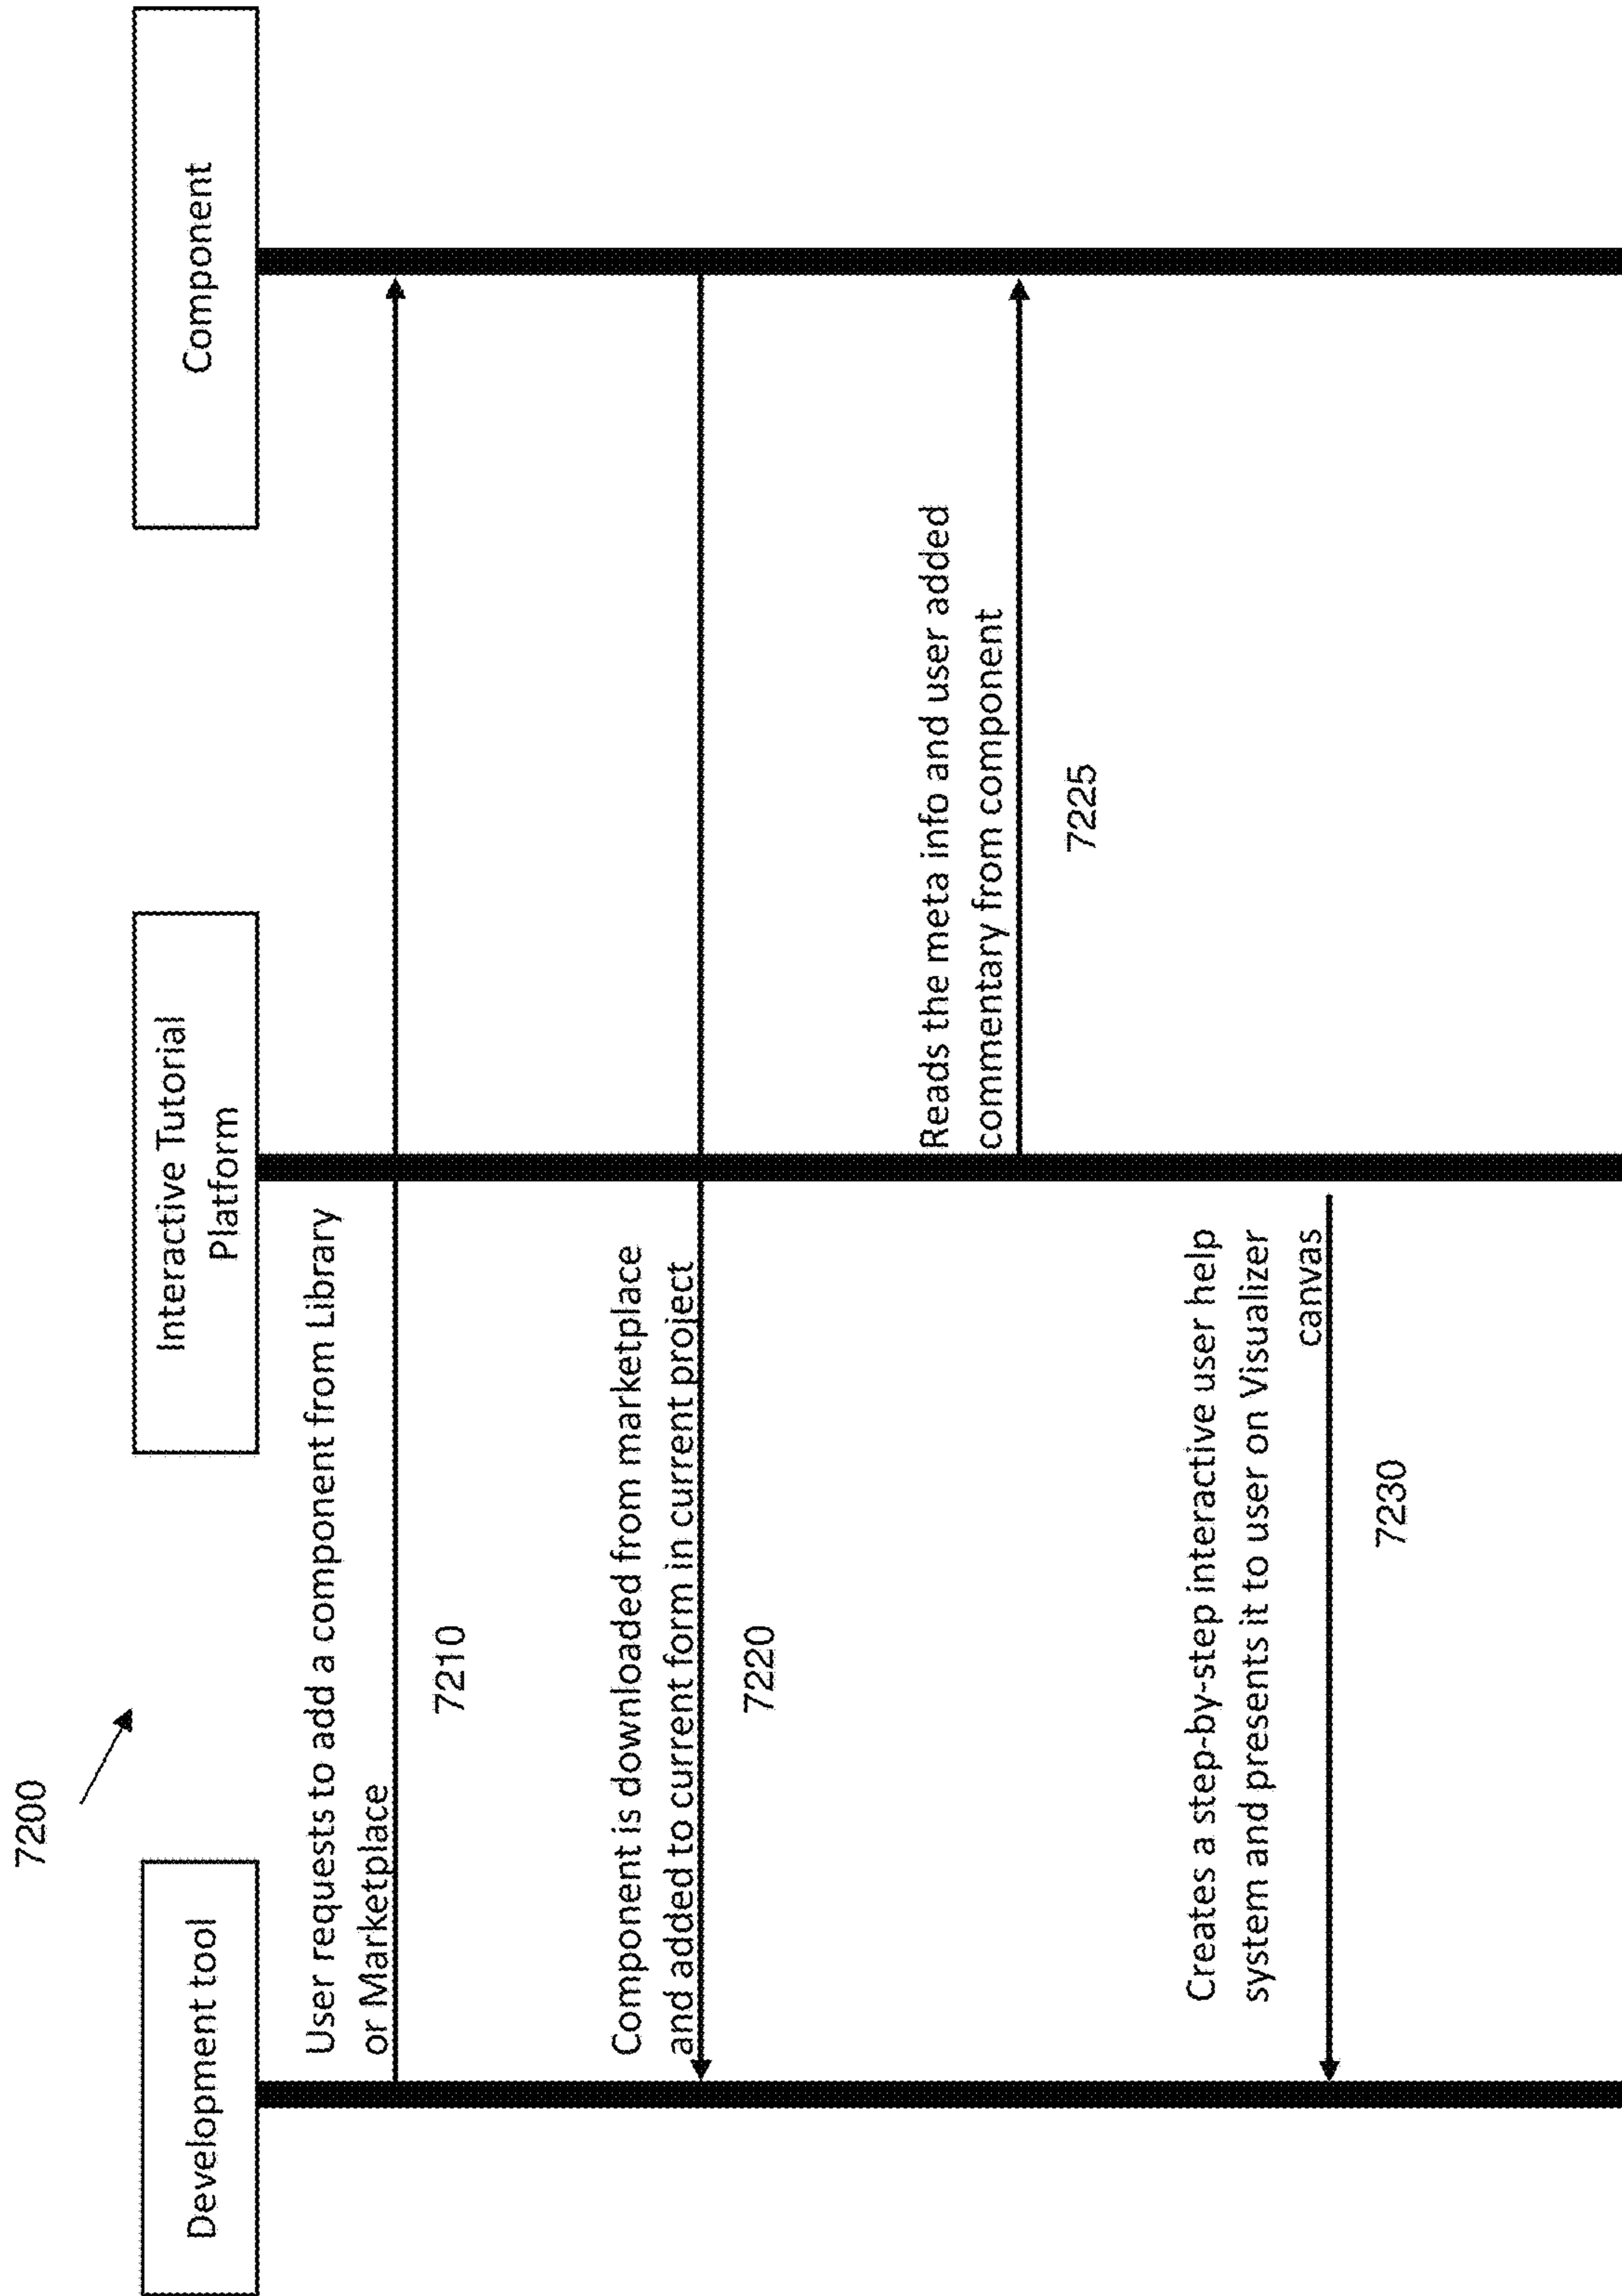 7200
Development tool
Interactive Tutorial
Platform
Component
User requests to add a component from Library
or Marketplace
7210
Component is downloaded from marketplace
and added to current form in current project
7220
Reads the meta info and user added
commentary from component
7225
Creates a step-by-step interactive user help
system and presents it to user on Visualizer
canvas
7230